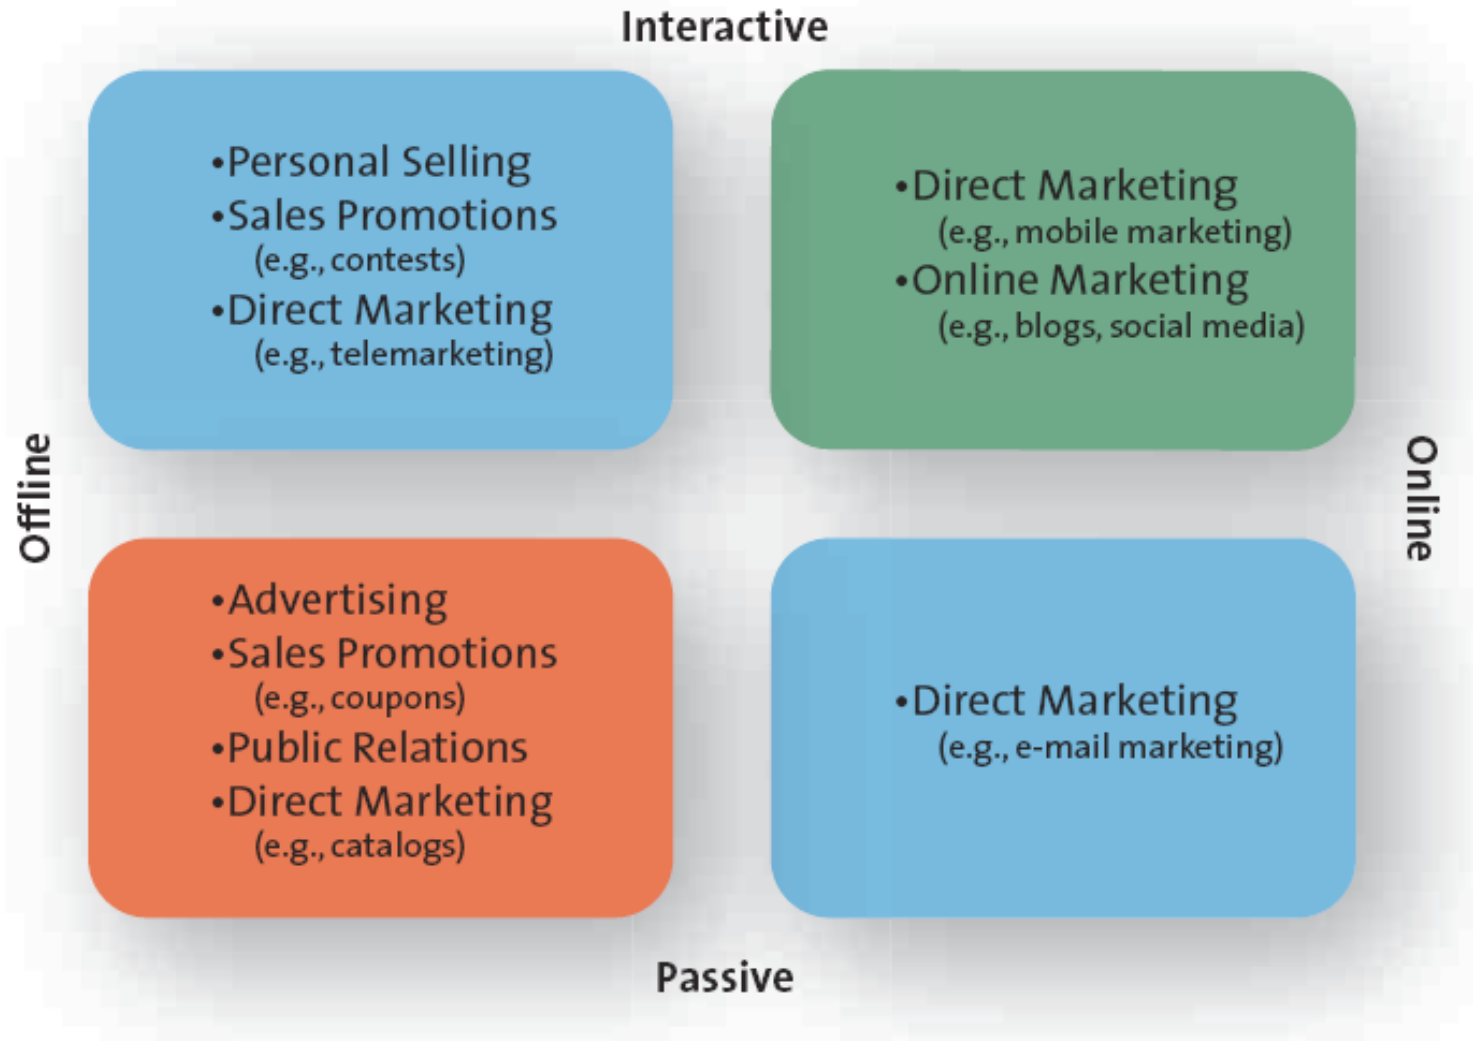 Interactive
•Personal Selling
•Sales Promotions
(e.g., contests)
•Direct Marketing
(e.g., telemarketing)
•Direct Marketing
(e.g., mobile marketing)
•Online Marketing
(e.g., blogs, social media)
Offline
Online
•Advertising
•Sales Promotions
(e.g., coupons)
•Public Relations
•Direct Marketing
(e.g., catalogs)
•Direct Marketing
(e.g., e-mail marketing)
Passive